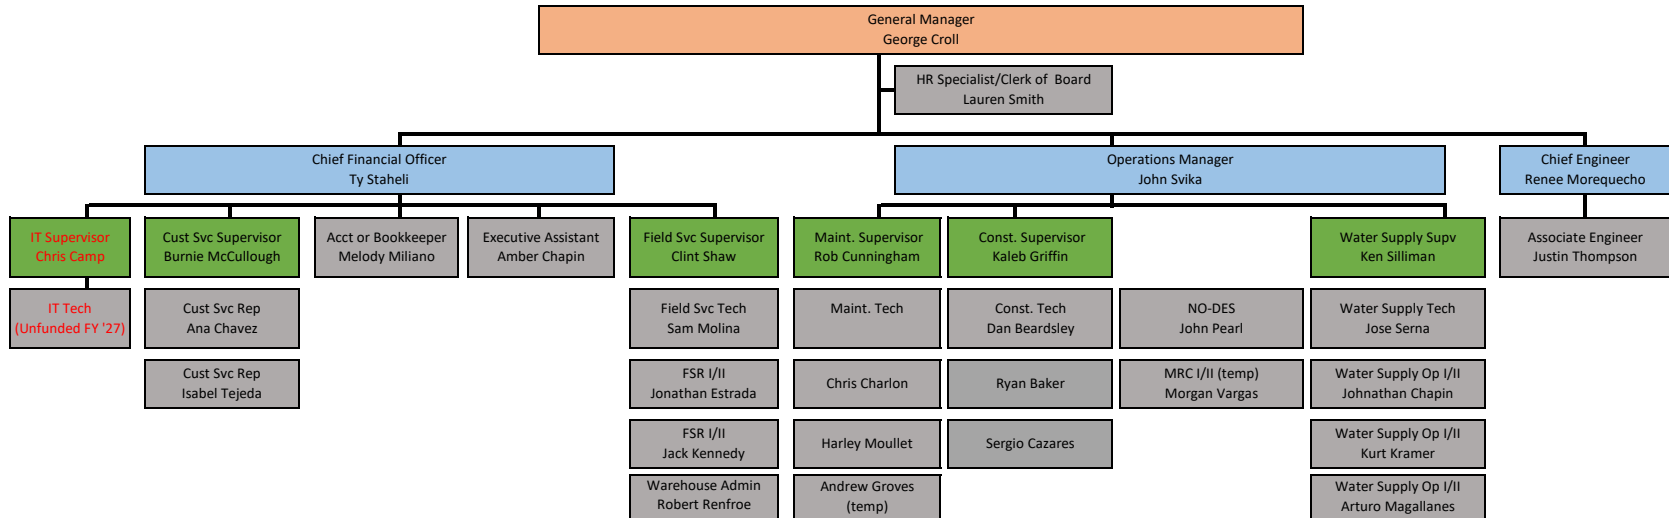 General Manager
George Croll
HR Specialist/Clerk of  Board
Lauren Smith
Chief Financial Officer
Ty Staheli
Operations Manager
John Svika
Chief Engineer
Renee Morequecho
IT Supervisor
Chris Camp
Cust Svc Supervisor
Burnie McCullough
Acct or Bookkeeper
Melody Miliano
Executive Assistant
Amber Chapin
Field Svc Supervisor
Clint Shaw
Maint. Supervisor
Rob Cunningham
Const. Supervisor
Kaleb Griffin
Water Supply Supv
Ken Silliman
Associate Engineer
Justin Thompson
IT Tech
(Unfunded FY '27)
Cust Svc Rep
Ana Chavez
Field Svc Tech
Sam Molina
Maint. Tech
Const. Tech
Dan Beardsley
NO-DES
John Pearl
Water Supply Tech
Jose Serna
Cust Svc Rep
Isabel Tejeda
FSR I/II
Jonathan Estrada
Chris Charlon
Ryan Baker
MRC I/II (temp)
Morgan Vargas
Water Supply Op I/II
Johnathan Chapin
FSR I/II
Jack Kennedy
Harley Moullet
Sergio Cazares
Water Supply Op I/II
Kurt Kramer
Warehouse Admin
Robert Renfroe
Andrew Groves
(temp)
Water Supply Op I/II
Arturo Magallanes